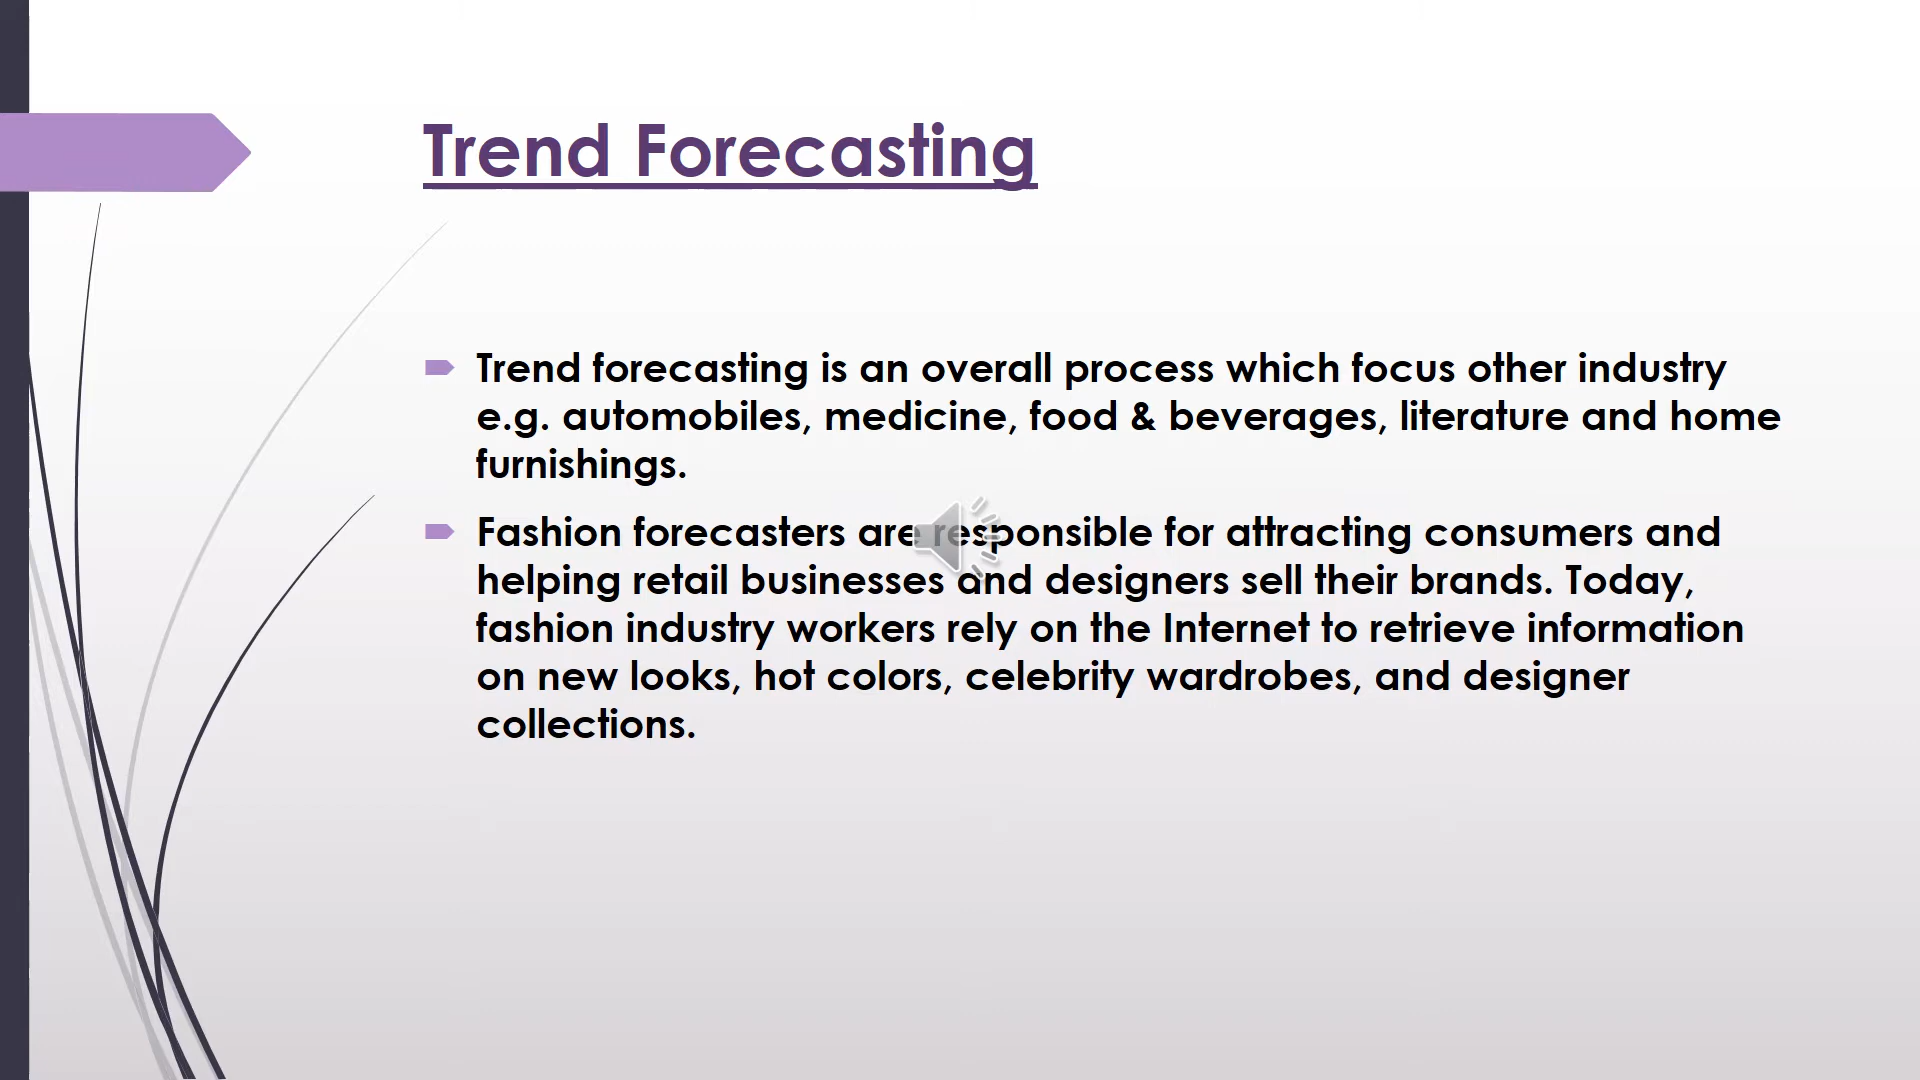 Trend Forecasting
Trend forecasting is an overall process which focus other industry
e.g. automobiles, medicine, food & beverages, literature and home
furnishings.
Fashion forecasters are responsible for attracting consumers and
helping retail businesses and designers sell their brands. Today,
fashion industry workers rely on the Internet to retrieve information
on new looks, hot colors, celebrity wardrobes, and designer
collections.